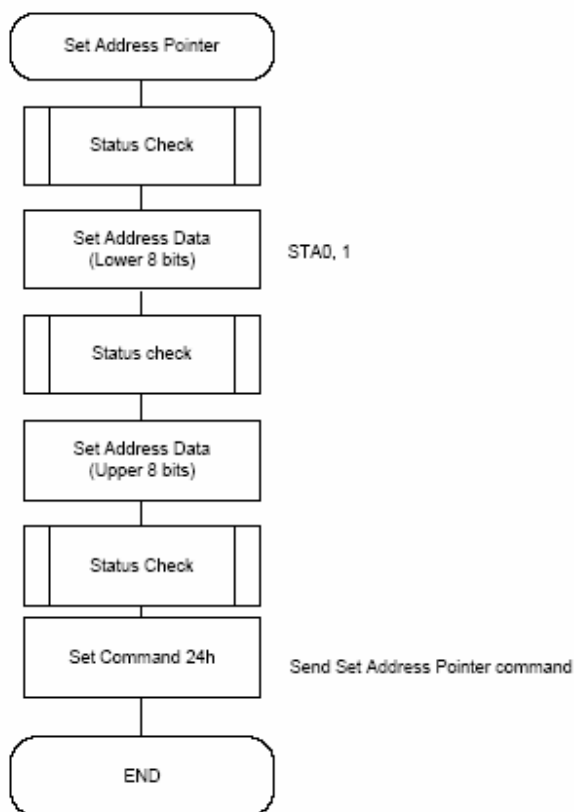 Set Address Pointer
Status Check
Set Address Data
(Lower 8 bits)
STA0, 1
Status check
Set Address Data
(Upper 8 bits)
Status Check
Set Command 24h
Send Set Address Pointer command
END